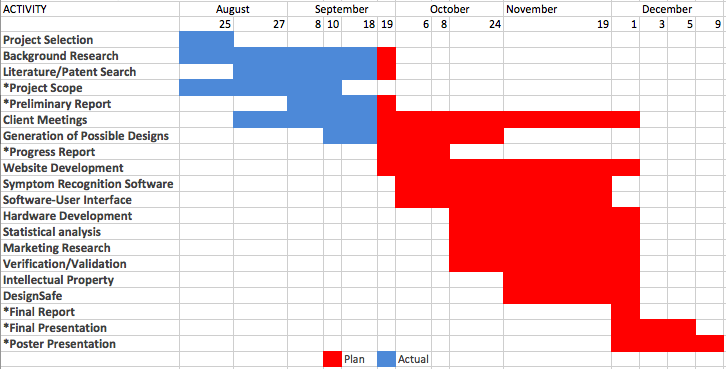 ACTIVITY August September October November December
25 27 8 10 18 19 6 8 24 19 1 3 5 9
Project Selection
Background Research
Literature/Patent Search
*Project Scope
*Preliminary Report
Client Meetings
Generation of Possible Designs
*Progress Report
Website Development
Symptom Recognition Software
Software-User Interface
Hardware Development
Statistical analysis
Marketing Research
Verification/Validation
Intellectual Property
DesignSafe
*Final Report
*Final Presentation
*Poster Presentation
Plan Actual